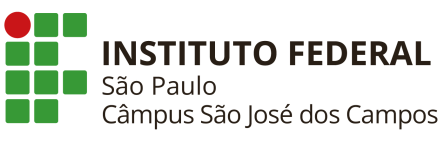 INSTITUTO FEDERAL
São Paulo
Câmpus São José dos Campos